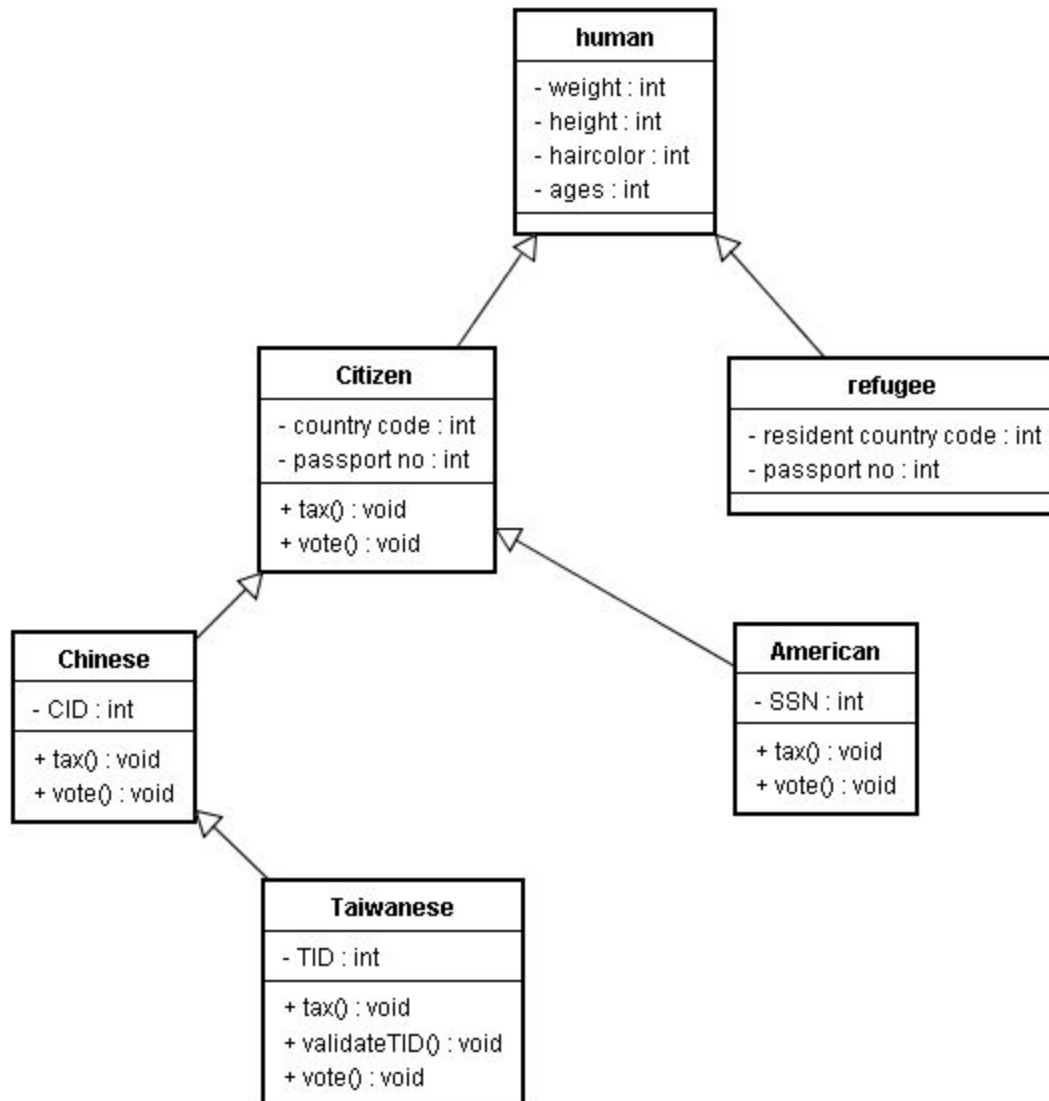 human
- weight : int
- height : int
- haircolor : int
- ages : int
Citizen
- country code : int
- passport no : int
+ tax() : void
+ vote() : void
refugee
- resident country code : int
- passport no : int
Chinese
- CID : int
+ tax() : void
+ vote() : void
American
- SSN : int
+ tax() : void
+ vote() : void
Taiwanese
- TID : int
+ tax() : void
+ validateTID() : void
+ vote() : void